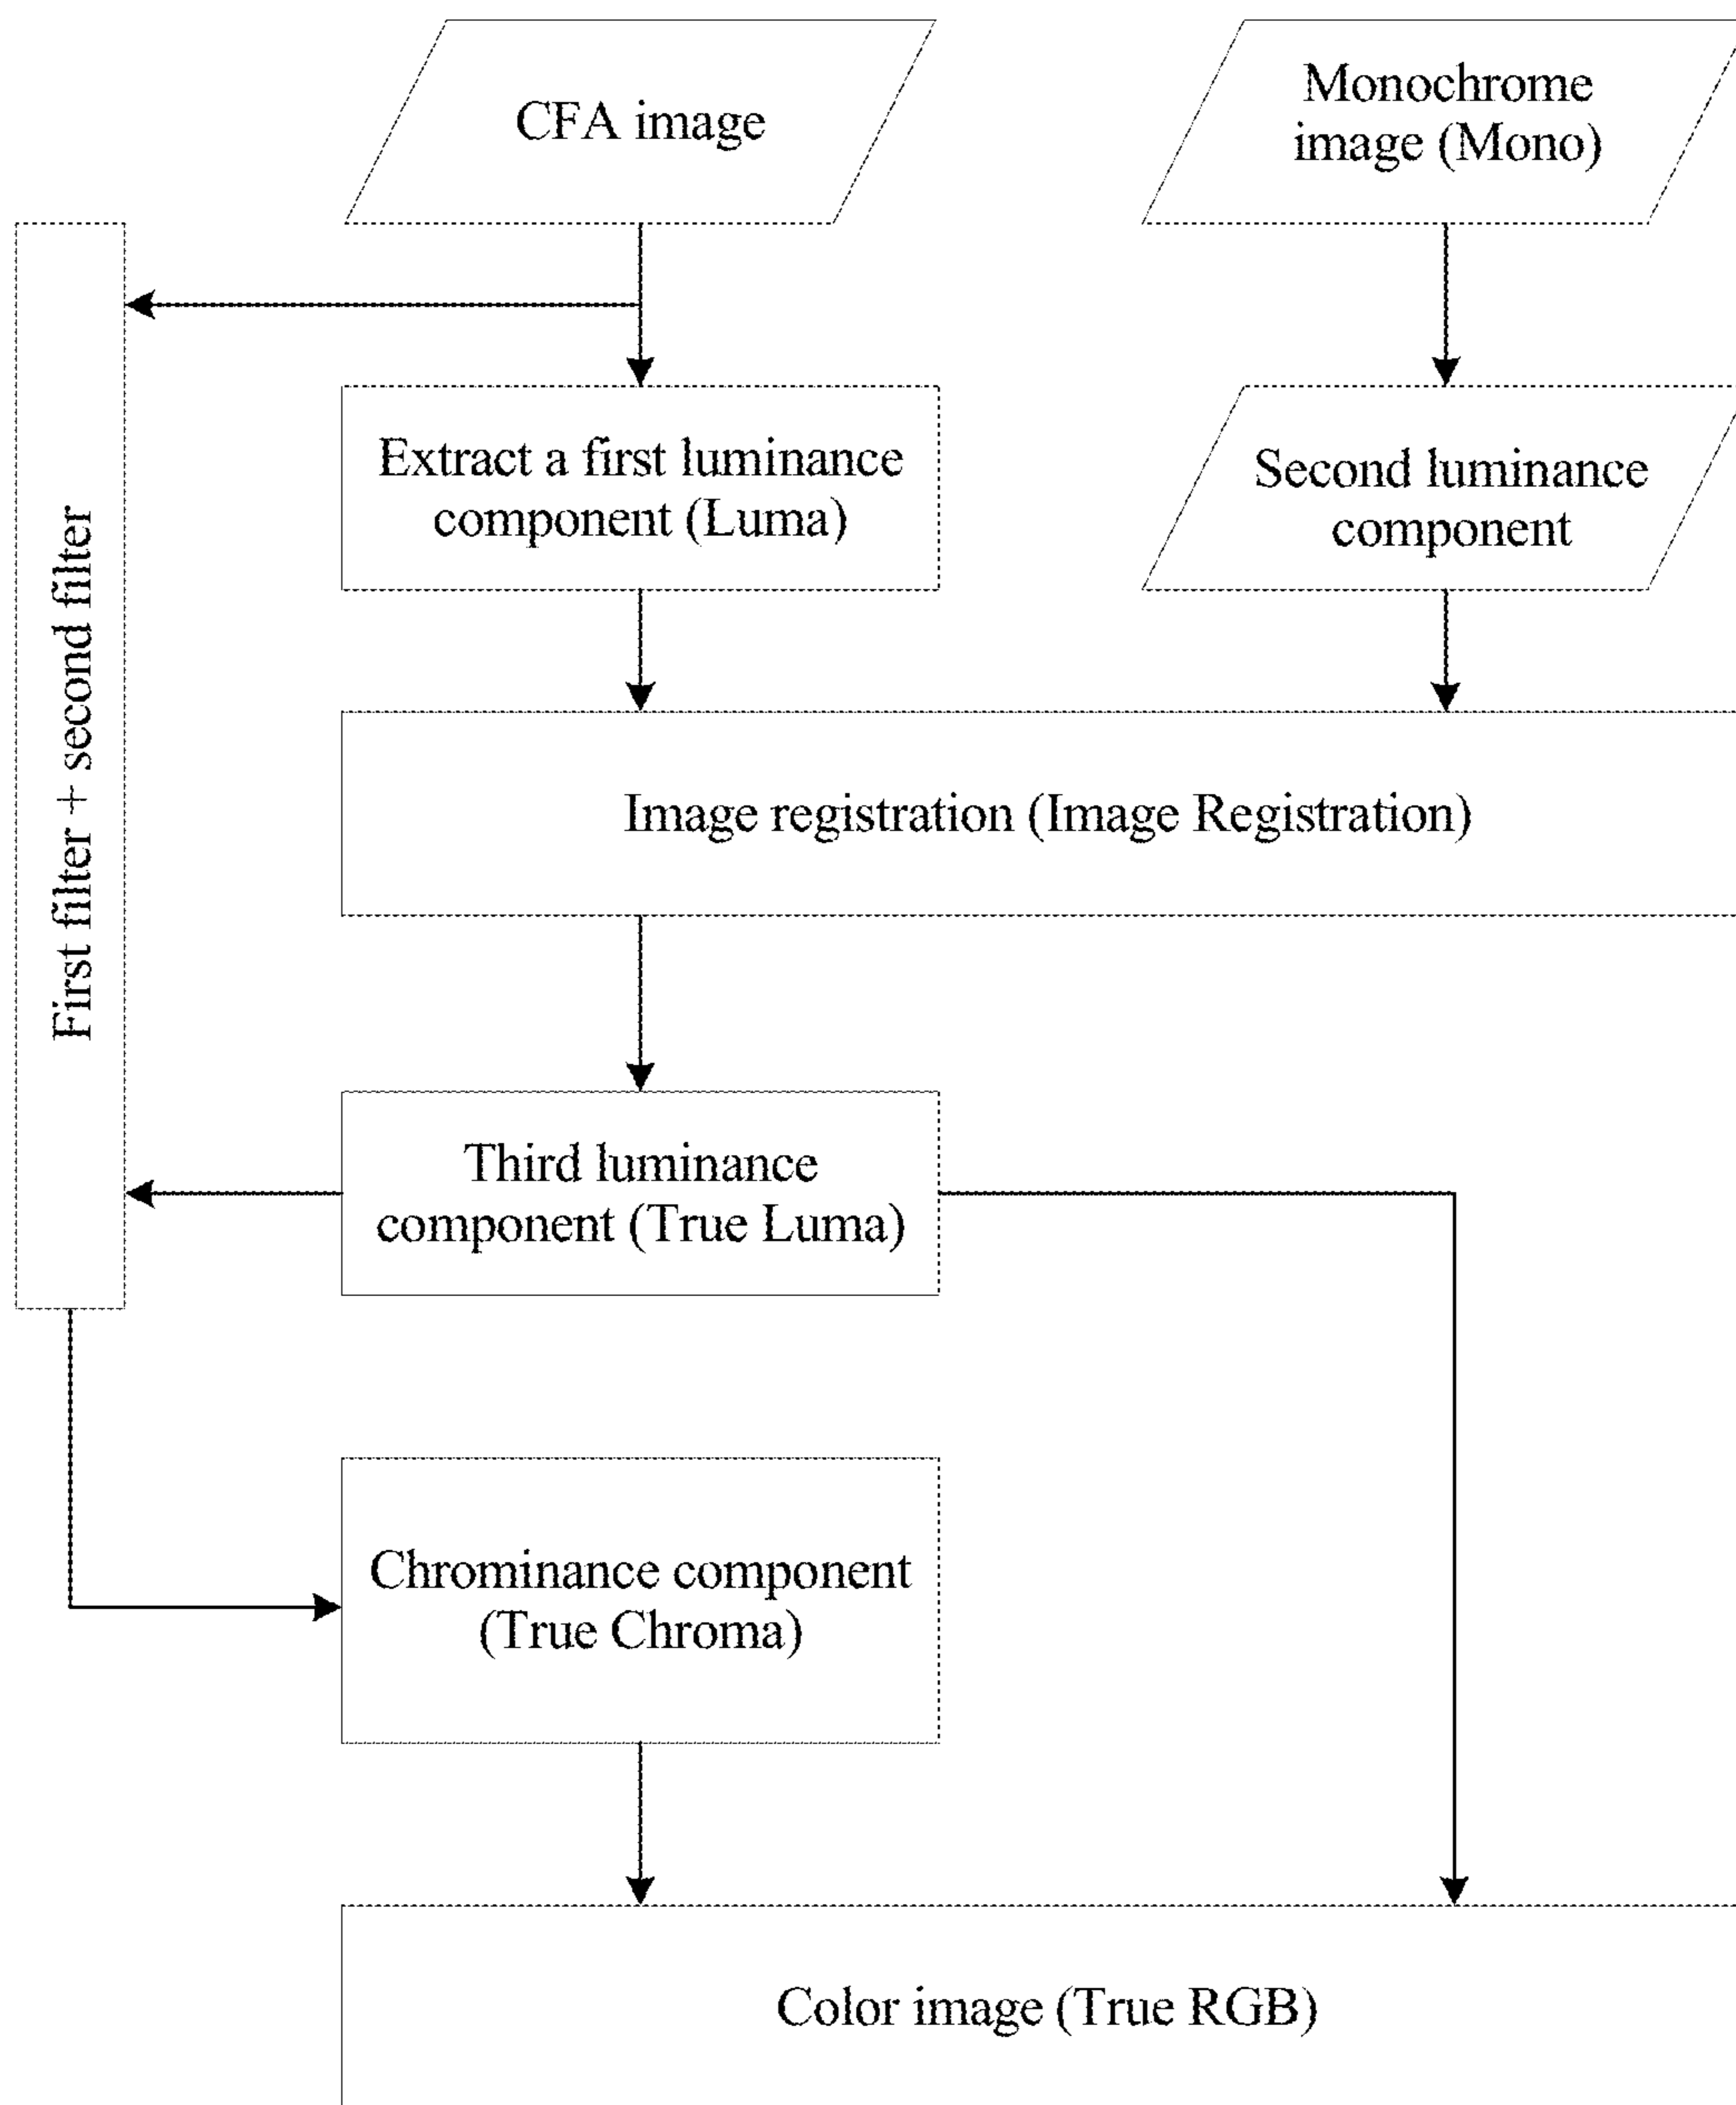 CFA image
Monochrome
image (Mono)
First filter + second filter
Extract a first luminance
component (Luma)
Second luminance
component
Image registration (Image Registration)
Third luminance
component (True Luma)
Chrominance component
(True Chroma)
Color image (True RGB)